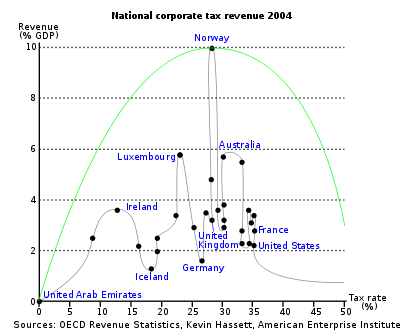 National corporate tax revenue 2004
Revenue
(% GDP)
10
Norway
8
6
Australia
Luxembourg
4
Ireland
France
United
Kingdom
United States
2
Iceland
Germany
United Arab Emirates
0
0 5 10 15 20 25 30 35 40 45 50
Tax rate
(%)
Sources: OECD Revenue Statistics, Kevin Hassett, American Enterprise Institute